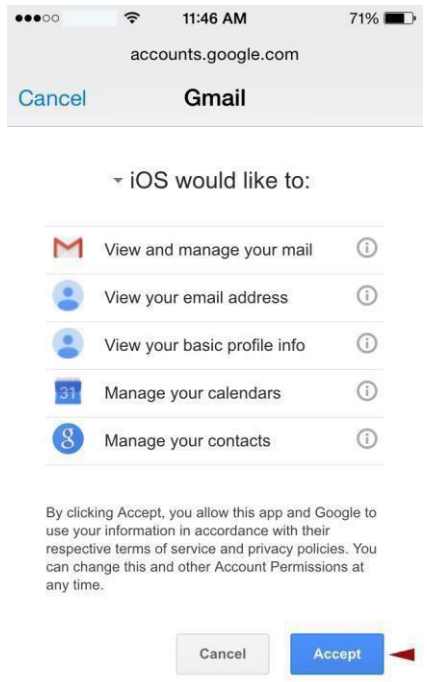 11:46 AM 71%
accounts.google.com
Cancel Gmail
iOS would like to:
View and manage your mail
View your email address
View your basic profile info
31 Manage your calendars
8 Manage your contacts
By clicking Accept, you allow this app and Google to
use your information in accordance with their
respective terms of service and privacy policies. You
can change this and other Account Permissions at
any time.
Cancel Accept